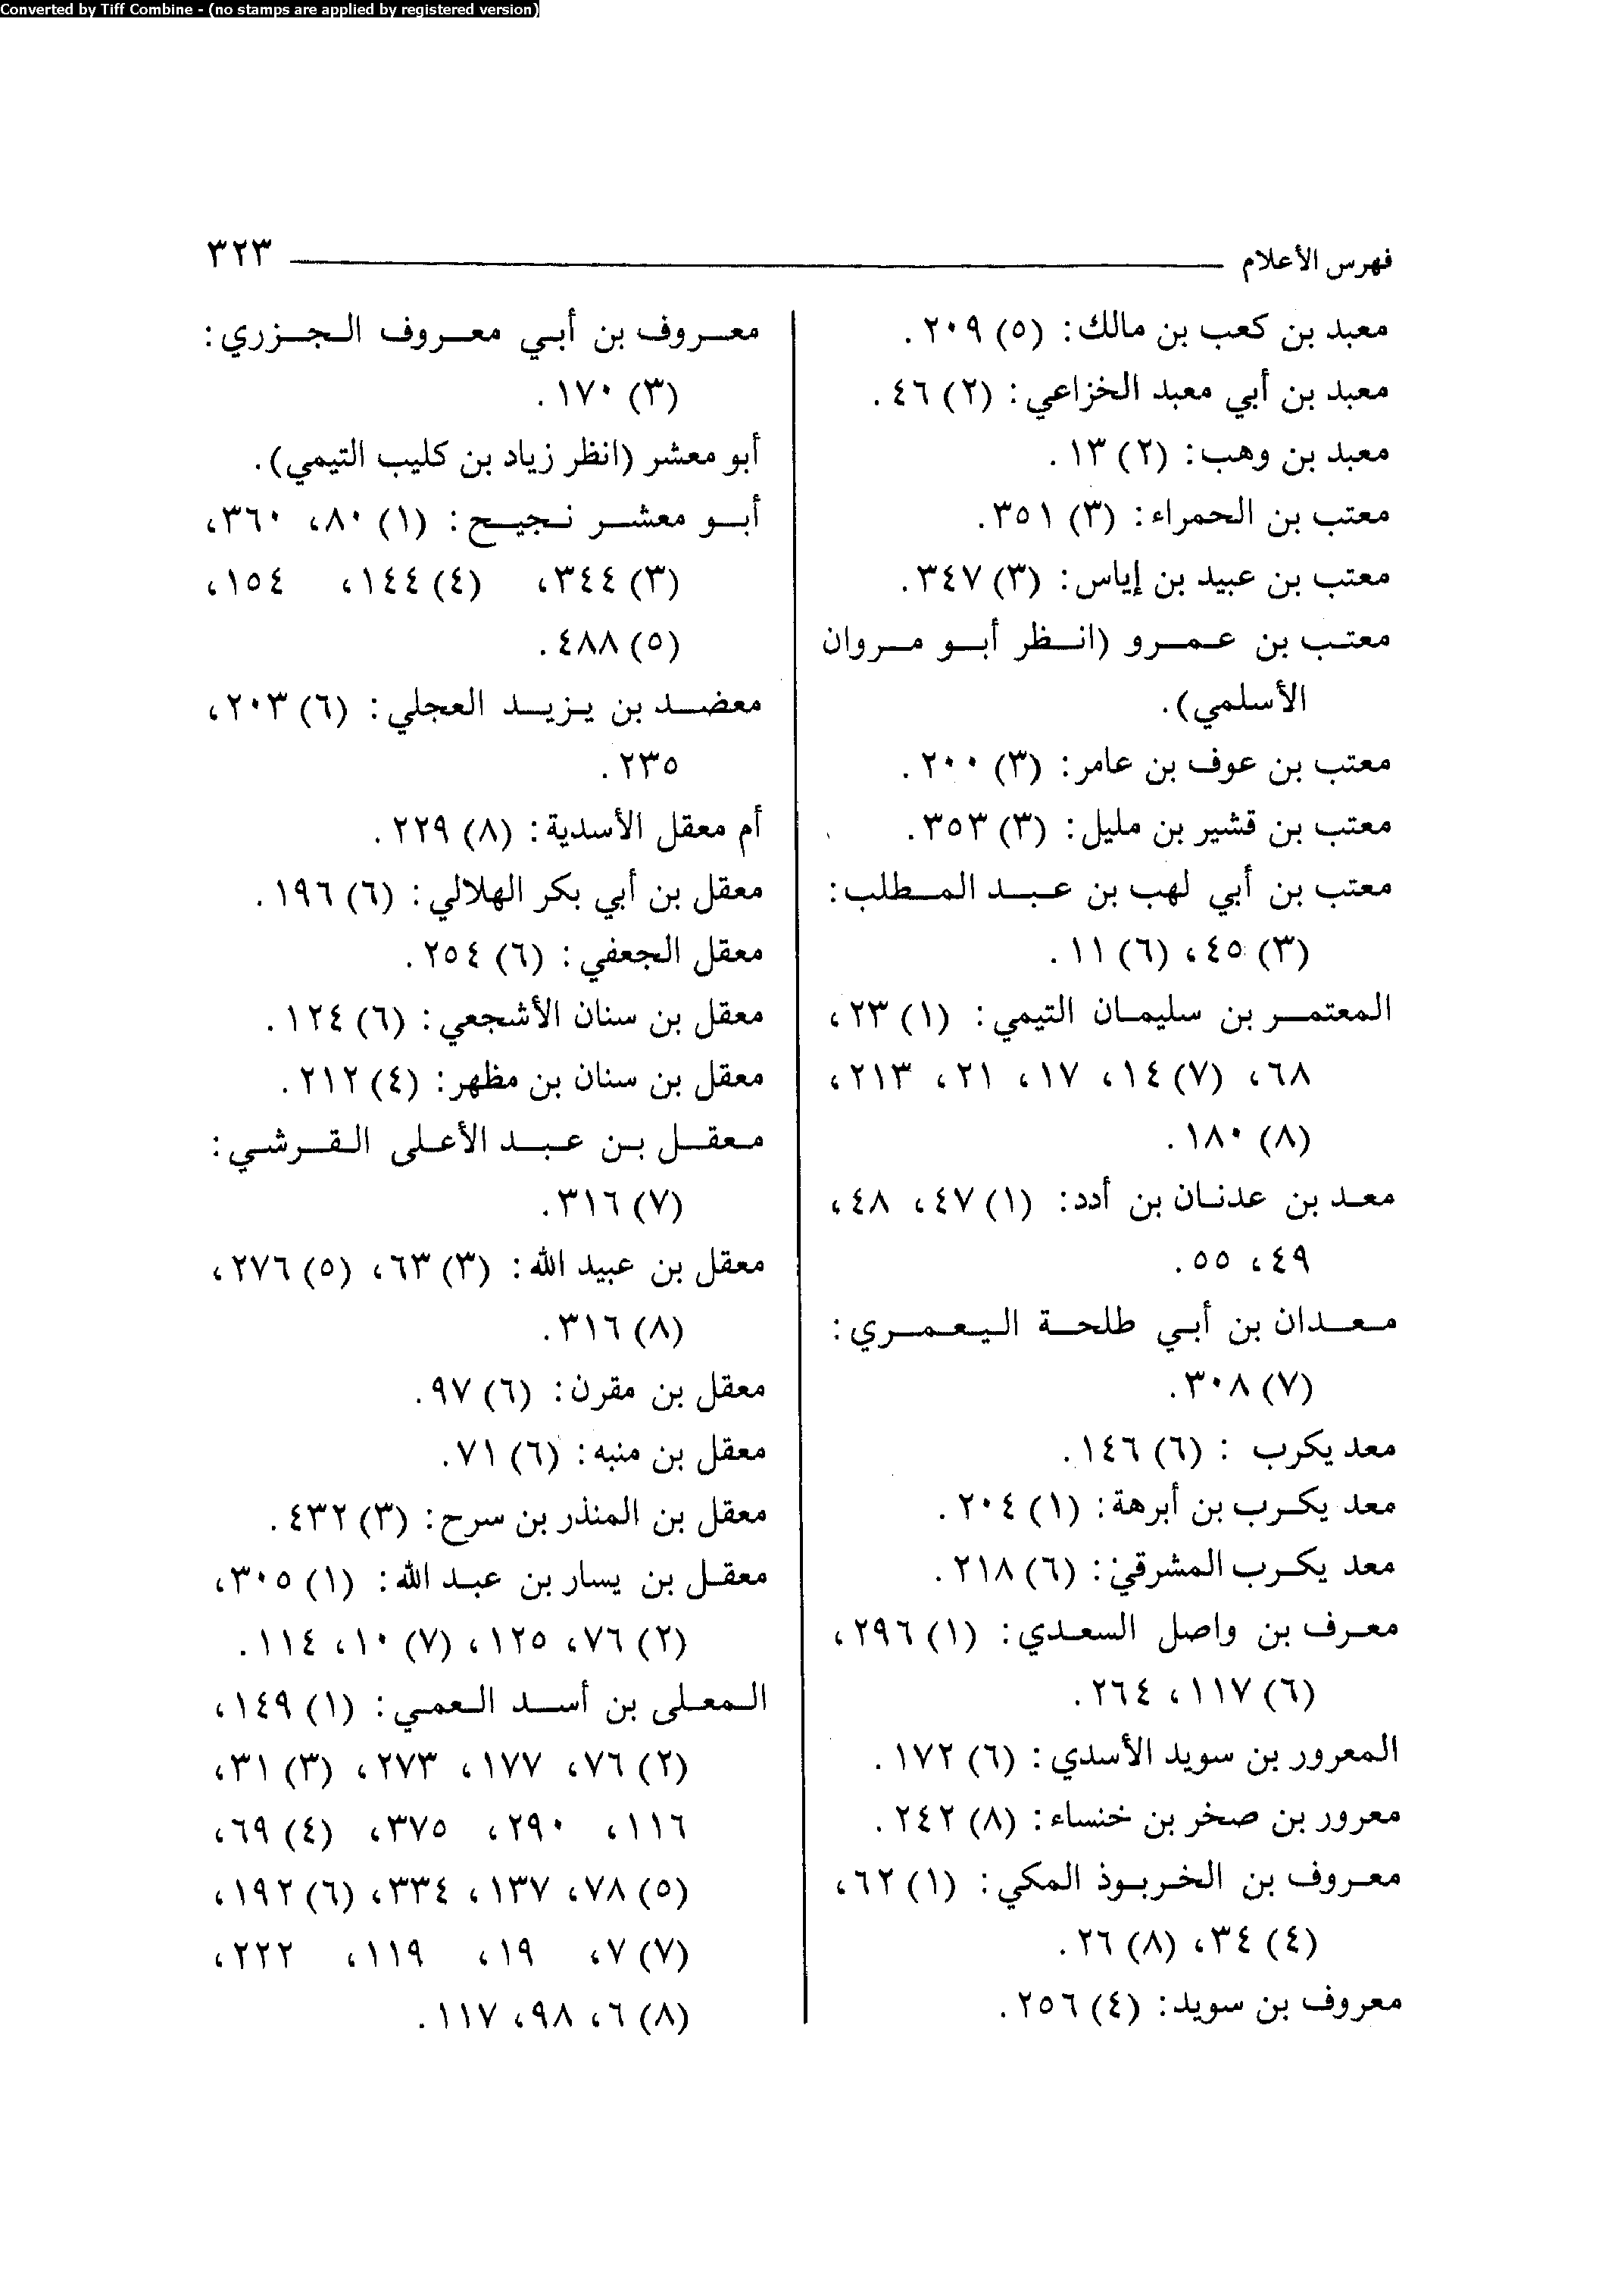 Converted by Tiff Combine - (no stamps are applied by registered version)
فهرس الأعلام ٣٢٣
معبد بن كعب بن مالك: (٥) ٢٠٩.
معبد بن أبي معبد الخزاعي: (٢) ٤٦.
معبد بن وهب: (٢) ١٣.
معتب بن الحمراء: (٣) ٣٥١.
معتب بن عبيد بن إياس: (٣) ٣٤٧.
معتب بن عمرو (انظر أبو مروان
الأسلمي).
معتب بن عوف بن عامر: (٣) ٢٠٠.
معتب بن قشير بن مليل: (٣) ٣٥٣.
معتب بن أبي لهب بن عبد المطلب:
(٣) ٤٥، (٦) ١١.
المعتمر بن سليمان التيمي: (١) ٢٣،
٦٨، (٧) ١٤، ١٧، ٢١، ٢١٣،
(٨) ١٨٠.
معد بن عدنان بن أدد: (١) ٤٧، ٤٨،
٤٩، ٥٥.
معدان بن أبي طلحة اليعمري:
(٧) ٣٠٨.
معد يكرب : (٦) ١٤٦.
معد يكرب بن أبرهة: (١) ٢٠٤.
معد يكرب المشرقي: (٦) ٢١٨.
معرف بن واصل السعدي: (١) ٢٩٦،
(٦) ١١٧، ٢٦٤.
المعرور بن سويد الأسدي: (٦) ١٧٢.
معرور بن صخر بن خنساء: (٨) ٢٤٢.
معروف بن الخربوذ المكي: (١) ٦٢،
(٤) ٣٤، (٨) ٢٦.
معروف بن سويد: (٤) ٢٥٦.
معروف بن أبي معروف الجزري:
(٣) ١٧٠.
أبو معشر (انظر زياد بن كليب التيمي).
أبو معشر نجيح: (١) ٨٠، ٣٦٠،
(٣) ٣٤٤، (٤) ١٤٤، ١٥٤،
(٥) ٤٨٨.
معضد بن يزيد العجلي: (٦) ٢٠٣،
٢٣٥.
أم معقل الأسدية: (٨) ٢٢٩.
معقل بن أبي بكر الهلالي: (٦) ١٩٦.
معقل الجعفي: (٦) ٢٥٤.
معقل بن سنان الأشجعي: (٦) ١٢٤.
معقل بن سنان بن مظهر: (٤) ٢١٢.
معقل بن عبد الأعلى القرشي:
(٧) ٣١٦.
معقل بن عبيد الله: (٣) ٦٣، (٥) ٢٧٦،
(٨) ٣١٦.
معقل بن مقرن: (٦) ٩٧.
معقل بن منبه: (٦) ٧١.
معقل بن المنذر بن سرح: (٣) ٤٣٢.
معقل بن يسار بن عبد الله: (١) ٣٠٥،
(٢) ٧٦، ١٢٥، (٧) ١٠، ١١٤.
المعلى بن أسد العمي: (١) ١٤٩،
(٢) ٧٦، ١٧٧، ٢٧٣، (٣) ٣١،
١١٦، ٢٩٠، ٣٧٥، (٤) ٦٩،
(٥) ٧٨، ١٣٧، ٣٣٤، (٦) ١٩٢،
(٧) ٧، ١٩، ١١٩، ٢٢٢،
(٨) ٦، ٩٨، ١١٧.